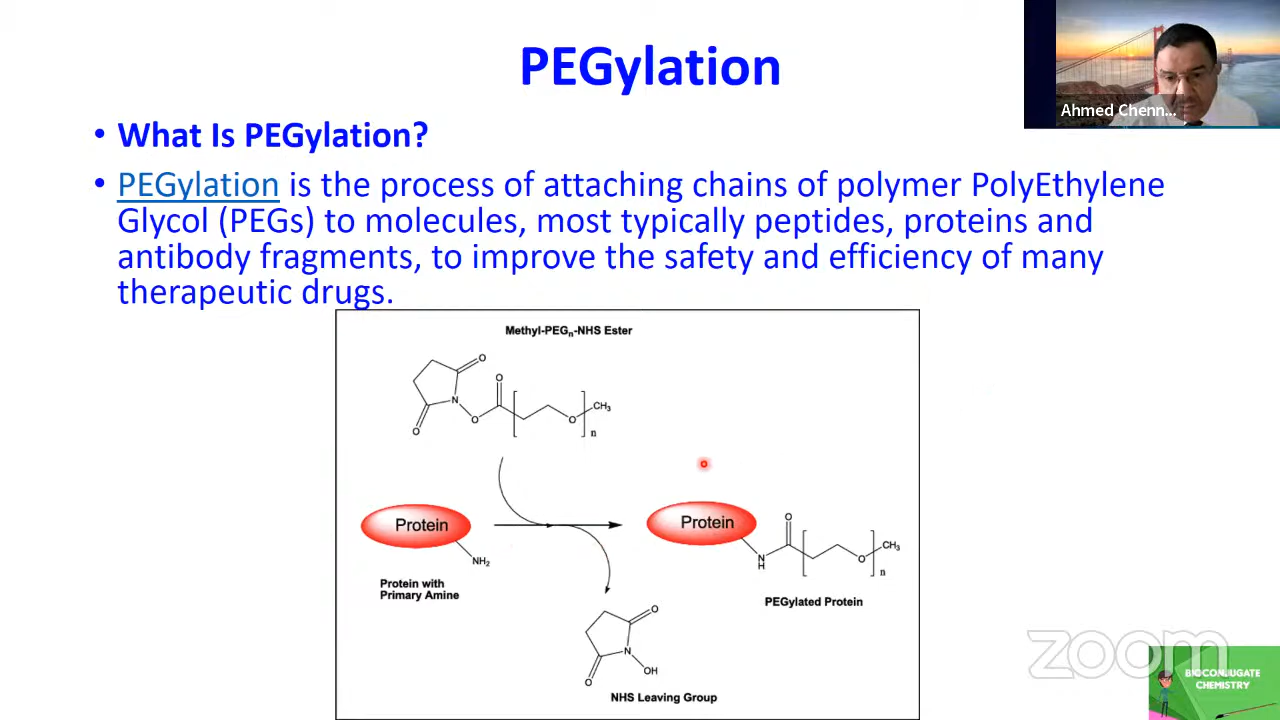 PEGylation
Ahmed Chenn...
• What Is PEGylation?
• PEGylation is the process of attaching chains of polymer PolyEthylene
Glycol (PEGs) to molecules, most typically peptides, proteins and
antibody fragments, to improve the safety and efficiency of many
therapeutic drugs.
Methyl-PEGn-NHS Ester
O
O
N
O
O
O
CH3
n
Protein
NH2
Protein with
Primary Amine
Protein
O
N
H
O
CH3
n
PEGylated Protein
O
N
OH
O
NHS Leaving Group
zoom
BIOCONJUGATE
CHEMISTRY